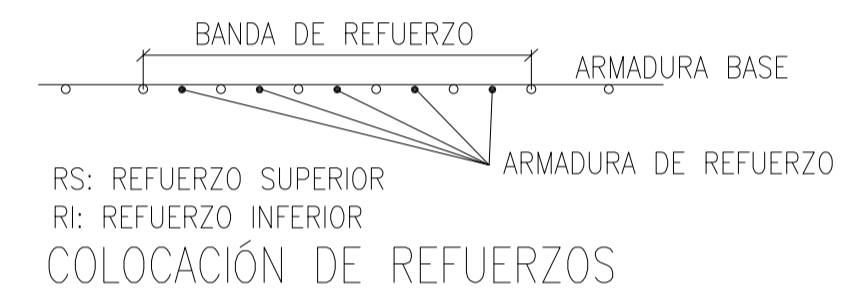 BANDA DE REFUERZO
ARMADURA BASE
ARMADURA DE REFUERZO
RS: REFUERZO SUPERIOR
RI: REFUERZO INFERIOR
COLOCACIÓN DE REFUERZOS